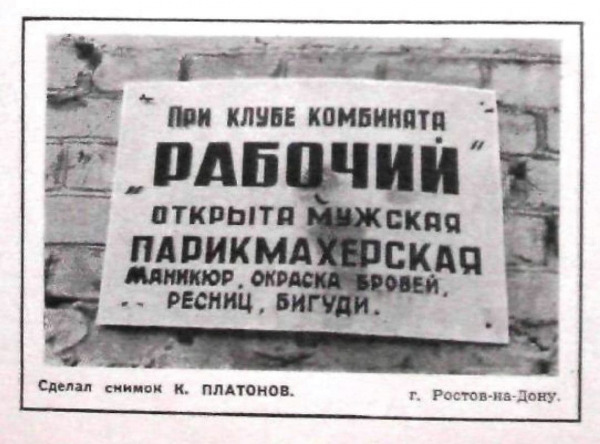 При клубе комбината
„РАБОЧИЙ"
открыта мужская
ПАРИКМАХЕРСКАЯ
маникюр, окраска бровей,
ресниц, бигуди.
Сделал снимок К. ПЛАТОНОВ.
г. Ростов-на-Дону.